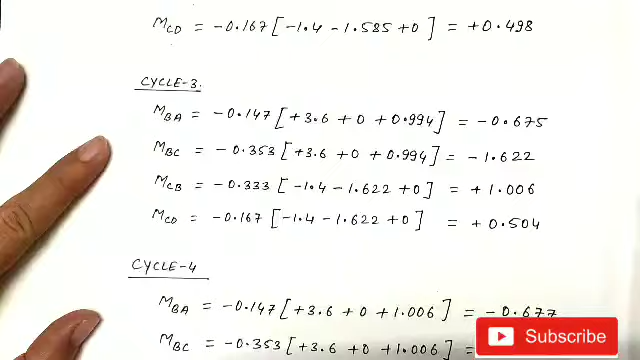 M_CD = -0.167 [-1.4 - 1.585 + 0] = +0.498
CYCLE-3.
M_BA = -0.147 [+3.6 + 0 + 0.994] = -0.675
M_BC = -0.353 [+3.6 + 0 + 0.994] = -1.622
M_CB = -0.333 [-1.4 - 1.622 + 0] = +1.006
M_CD = -0.167 [-1.4 - 1.622 + 0] = +0.504
CYCLE-4
M_BA = -0.147 [+3.6 + 0 + 1.006] = -0.677
M_BC = -0.353 [+3.6 + 0 + 1.006] =
Subscribe